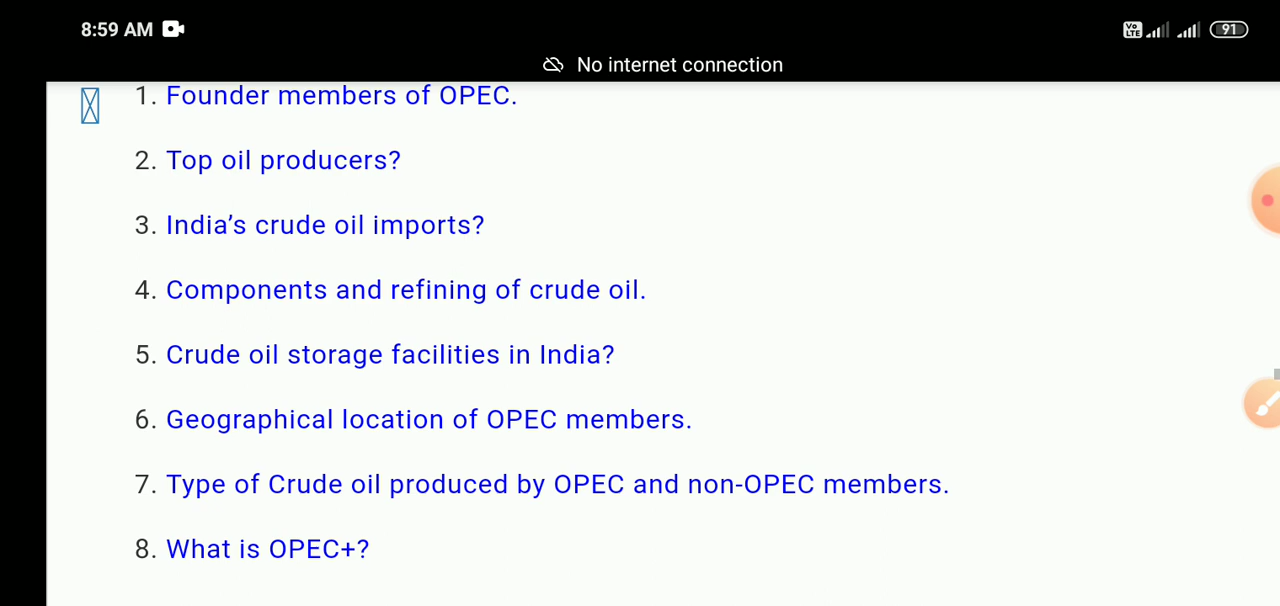 8:59 AM
Vo LTE 91
No internet connection
1. Founder members of OPEC.
2. Top oil producers?
3. India’s crude oil imports?
4. Components and refining of crude oil.
5. Crude oil storage facilities in India?
6. Geographical location of OPEC members.
7. Type of Crude oil produced by OPEC and non-OPEC members.
8. What is OPEC+?